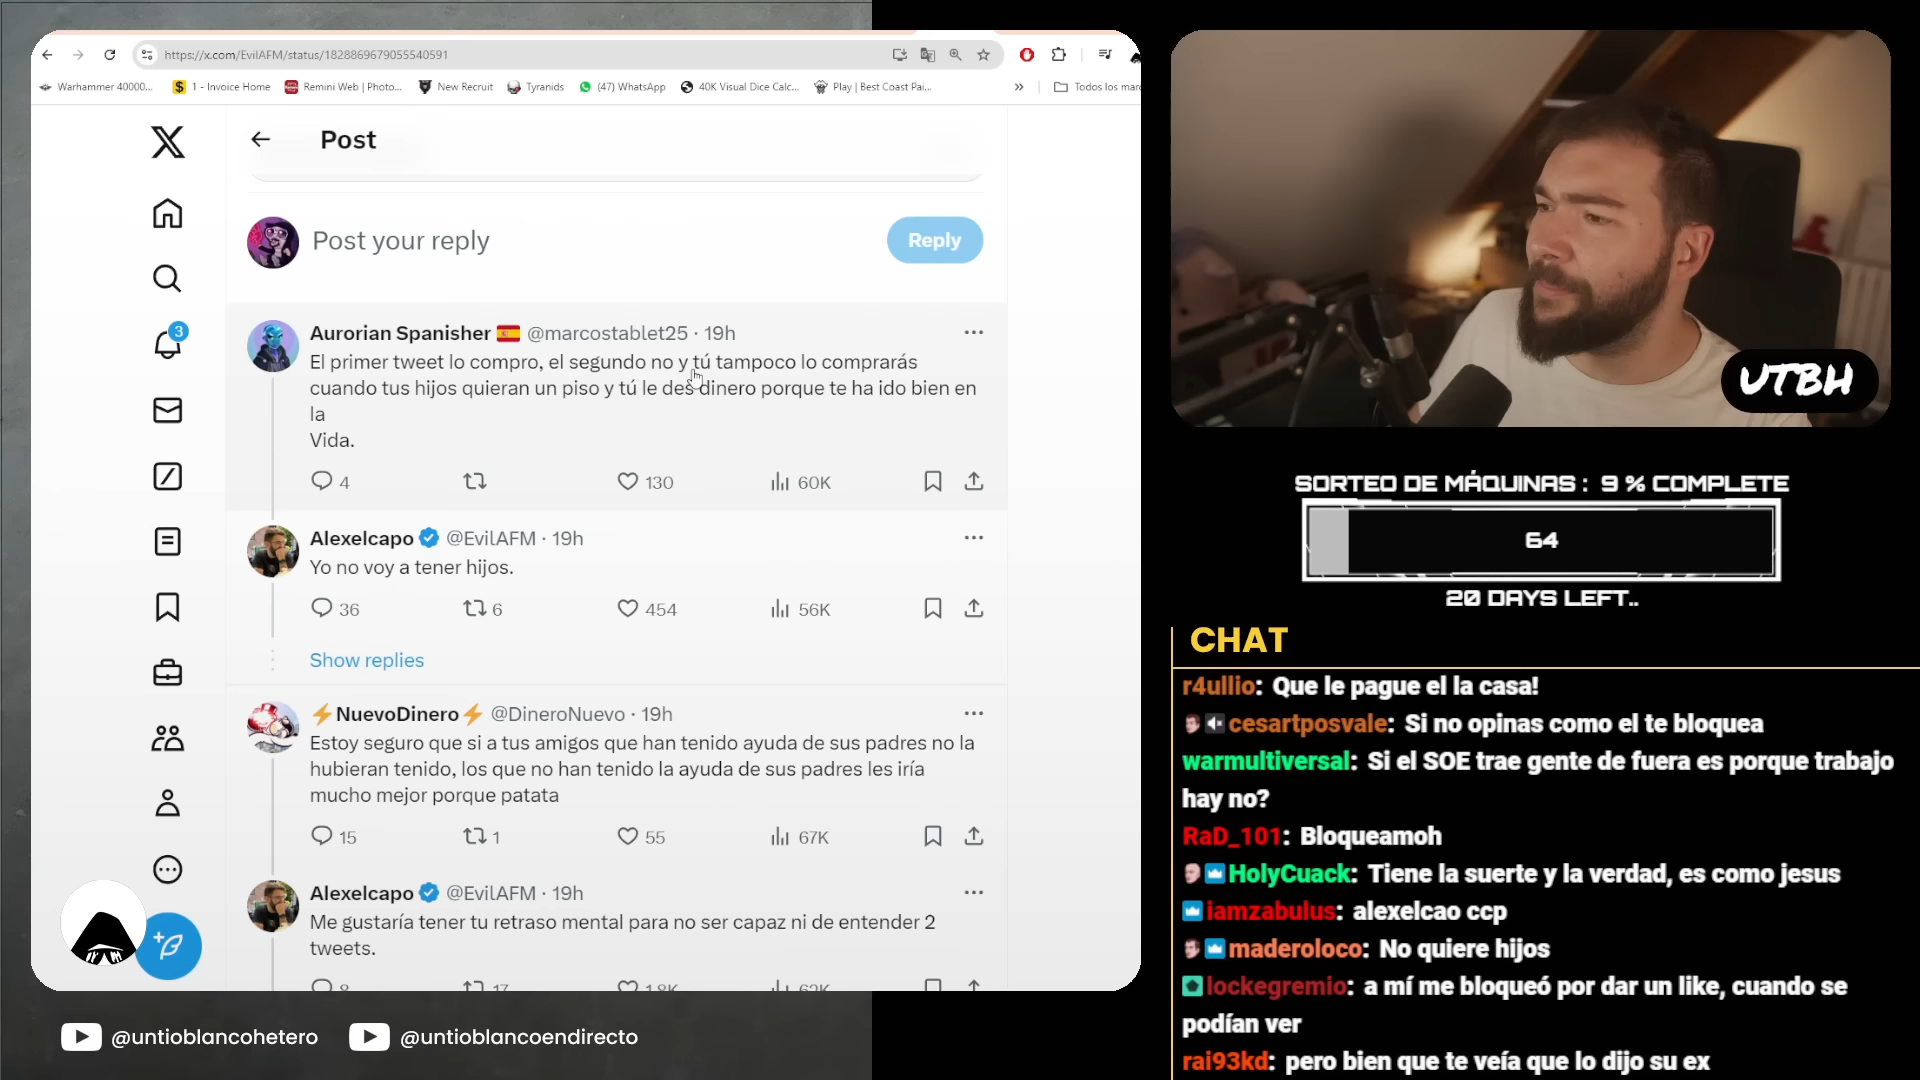 https://x.com/EvilAFM/status/1828869679055540591
Warhammer 40000...
1 - Invoice Home
Remini Web | Photo...
New Recruit
Tyranids
(47) WhatsApp
40K Visual Dice Calc...
Play | Best Coast Pai...
»
Todos los marc
Post
Post your reply
Reply
3
Aurorian Spanisher 🇪🇸 @marcostablet25 · 19h
El primer tweet lo compro, el segundo no y tú tampoco lo comprarás
cuando tus hijos quieran un piso y tú le des dinero porque te ha ido bien en
la
Vida.
4
130
60K
Alexelcapo @EvilAFM · 19h
Yo no voy a tener hijos.
36
6
454
56K
Show replies
⚡NuevoDinero⚡ @DineroNuevo · 19h
Estoy seguro que si a tus amigos que han tenido ayuda de sus padres no la
hubieran tenido, los que no han tenido la ayuda de sus padres les iría
mucho mejor porque patata
15
1
55
67K
Alexelcapo @EvilAFM · 19h
Me gustaría tener tu retraso mental para no ser capaz ni de entender 2
tweets.
8
17
1.8K
62K
@untioblancohetero
@untioblancoendirecto
UTBH
SORTEO DE MÁQUINAS : 9 % COMPLETE
64
20 DAYS LEFT..
CHAT
r4ullio: Que le pague el la casa!
cesartposvale: Si no opinas como el te bloquea
warmultiversal: Si el SOE trae gente de fuera es porque trabajo
hay no?
RaD_101: Bloqueamoh
HolyCuack: Tiene la suerte y la verdad, es como jesus
iamzabulus: alexelcao ccp
maderoloco: No quiere hijos
lockegremio: a mí me bloqueó por dar un like, cuando se
podían ver
rai93kd: pero bien que te veía que lo dijo su ex